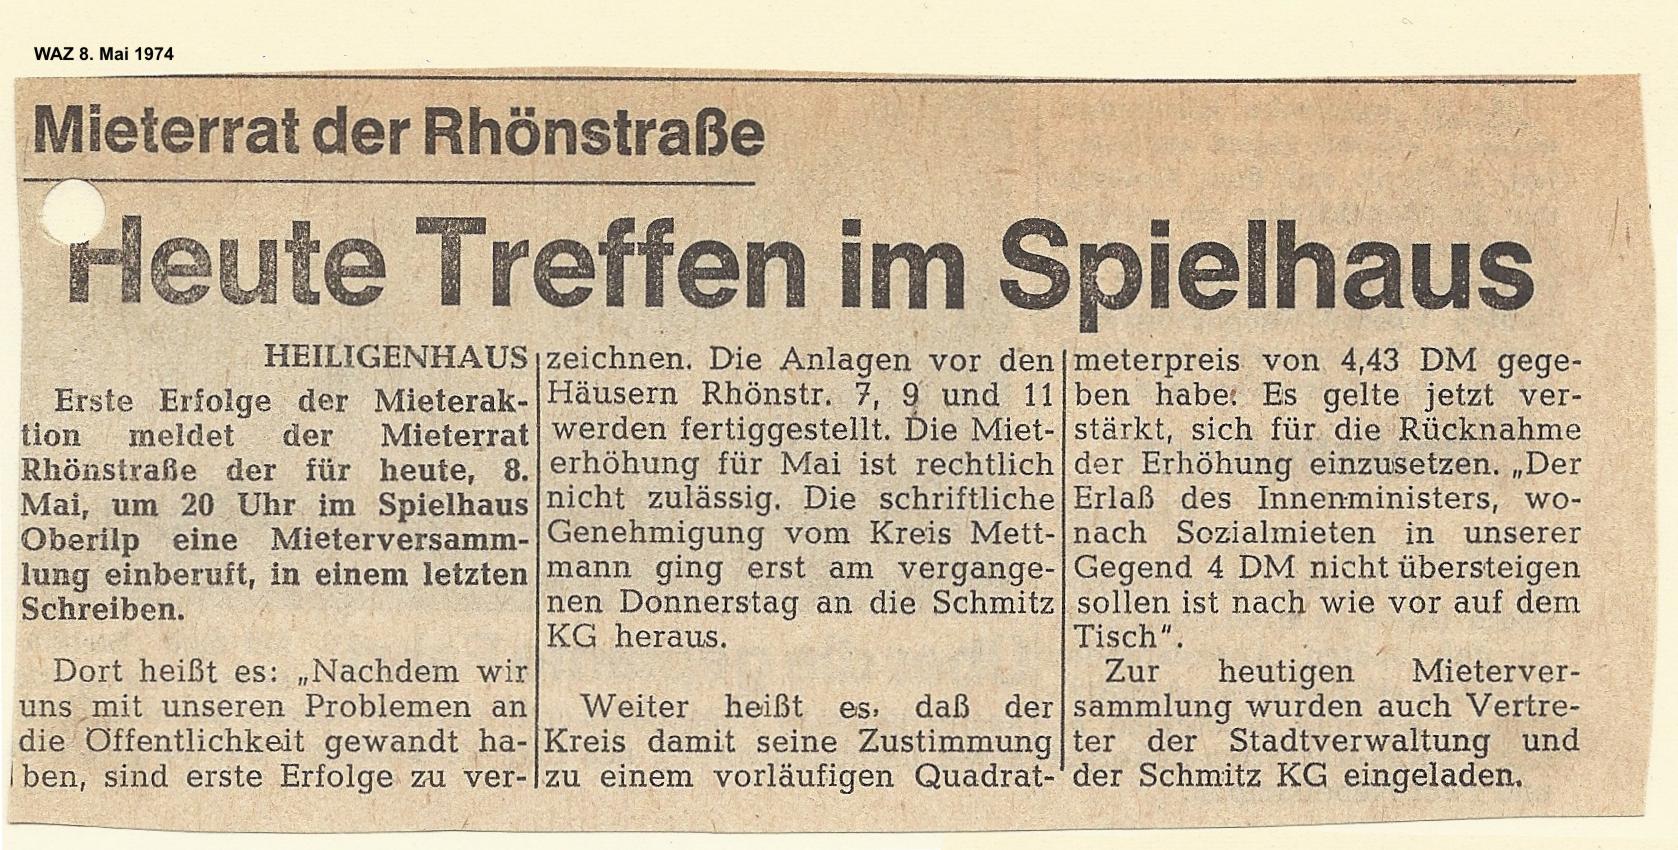 WAZ 8. Mai 1974
Mieterrat der Rhönstraße
Heute Treffen im Spielhaus
HEILIGENHAUS
Erste Erfolge der Mieterak-
tion meldet der Mieterrat
Rhönstraße der für heute, 8.
Mai, um 20 Uhr im Spielhaus
Oberilp eine Mieterversamm-
lung einberuft, in einem letzten
Schreiben.
Dort heißt es: „Nachdem wir
uns mit unseren Problemen an
die Öffentlichkeit gewandt ha-
ben, sind erste Erfolge zu ver-
zeichnen. Die Anlagen vor den
Häusern Rhönstr. 7, 9 und 11
werden fertiggestellt. Die Miet-
erhöhung für Mai ist rechtlich
nicht zulässig. Die schriftliche
Genehmigung vom Kreis Mett-
mann ging erst am vergange-
nen Donnerstag an die Schmitz
KG heraus.
Weiter heißt es, daß der
Kreis damit seine Zustimmung
zu einem vorläufigen Quadrat-
meterpreis von 4,43 DM gege-
ben habe: Es gelte jetzt ver-
stärkt, sich für die Rücknahme
der Erhöhung einzusetzen. „Der
Erlaß des Innenministers, wo-
nach Sozialmieten in unserer
Gegend 4 DM nicht übersteigen
sollen ist nach wie vor auf dem
Tisch“.
Zur heutigen Mieterver-
sammlung wurden auch Vertre-
ter der Stadtverwaltung und
der Schmitz KG eingeladen.